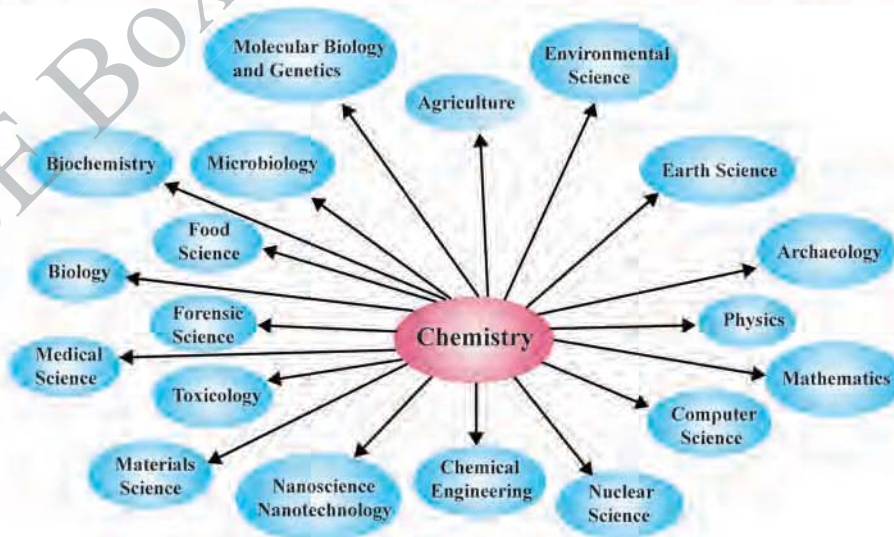 Molecular Biology
and Genetics
Environmental
Science
Agriculture
Biochemistry
Microbiology
Earth Science
Food
Science
Archaeology
Biology
Forensic
Science
Chemistry
Physics
Medical
Science
Mathematics
Toxicology
Computer
Science
Materials
Science
Nanoscience
Nanotechnology
Chemical
Engineering
Nuclear
Science